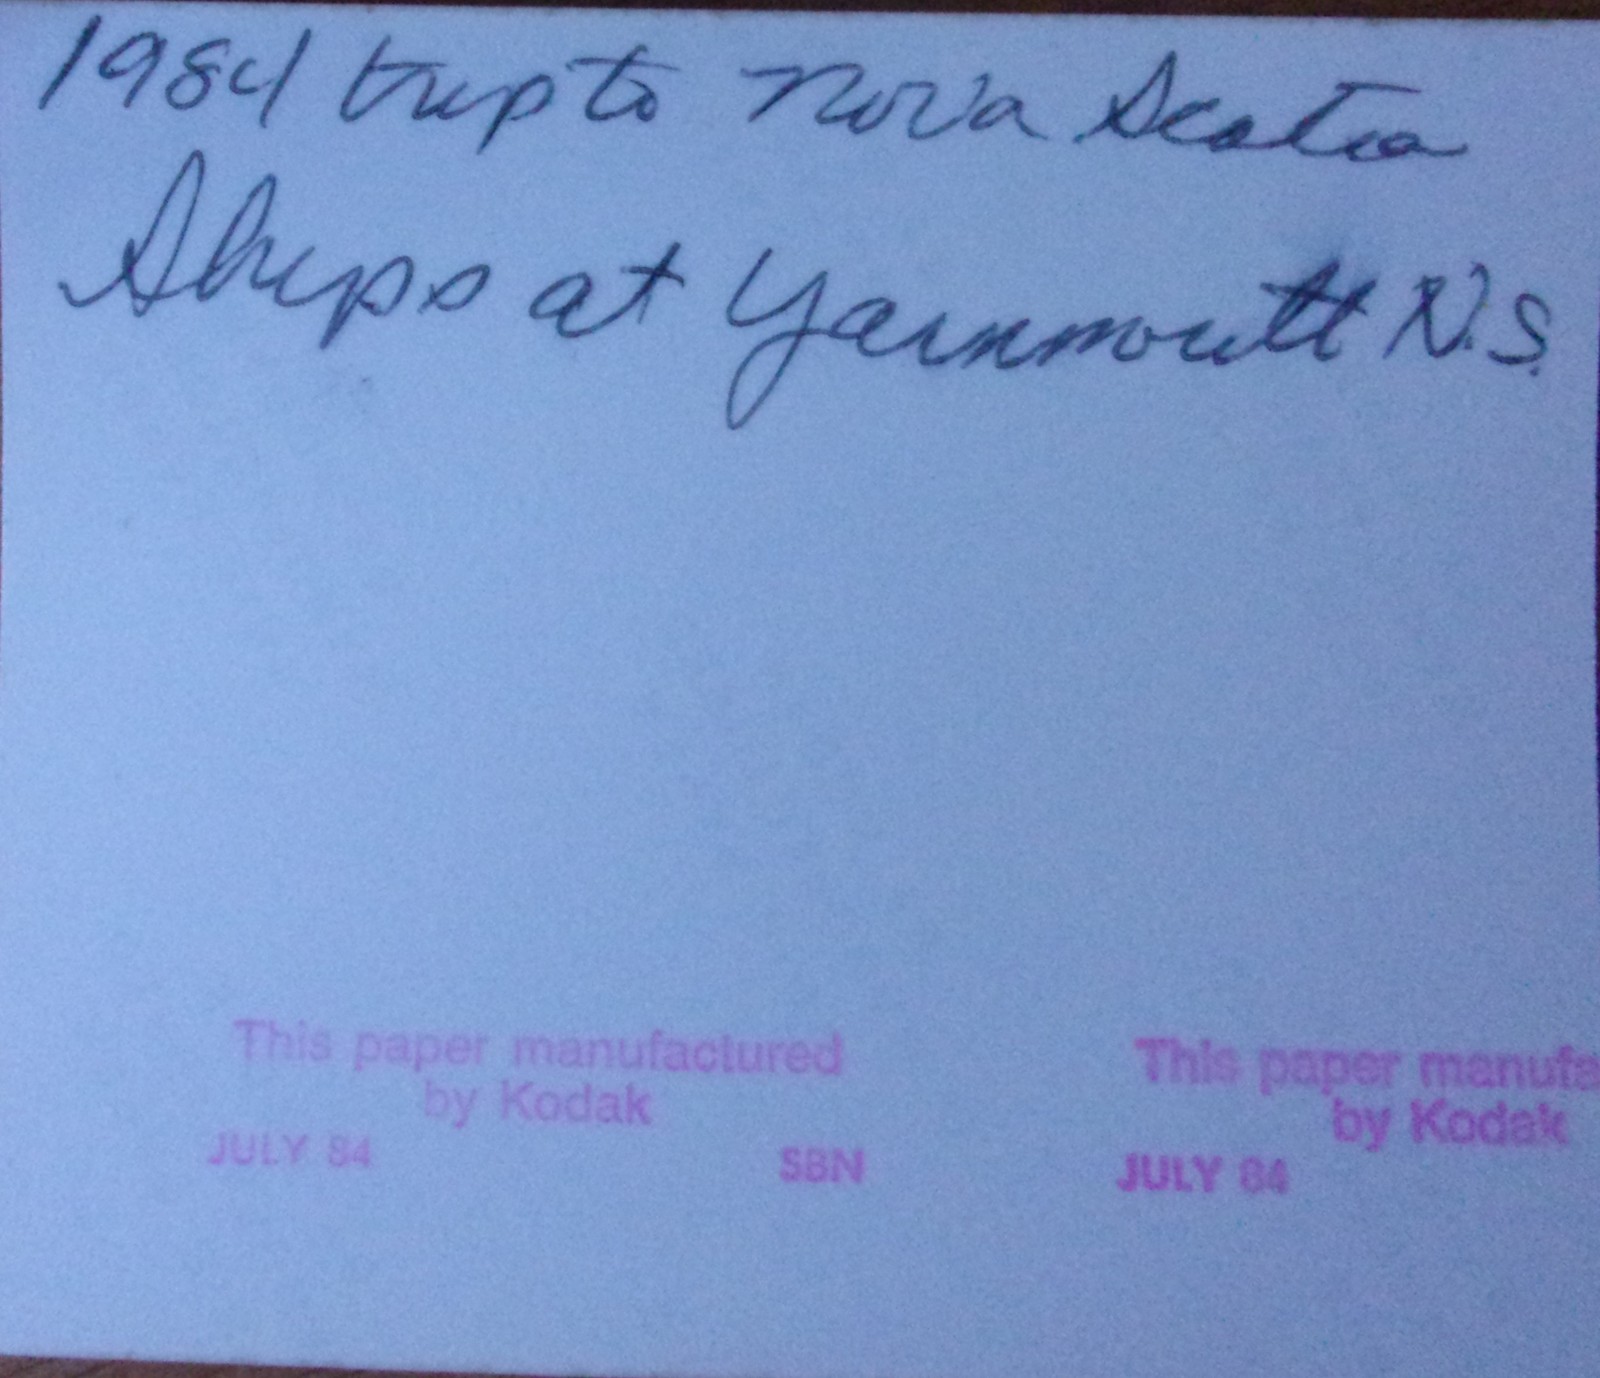 1984 trip to Nova Scotia
Ships at Yarnmouth N.S.
This paper manufactured
by Kodak
JULY 84 SBN
This paper manufa
by Kodak
JULY 84